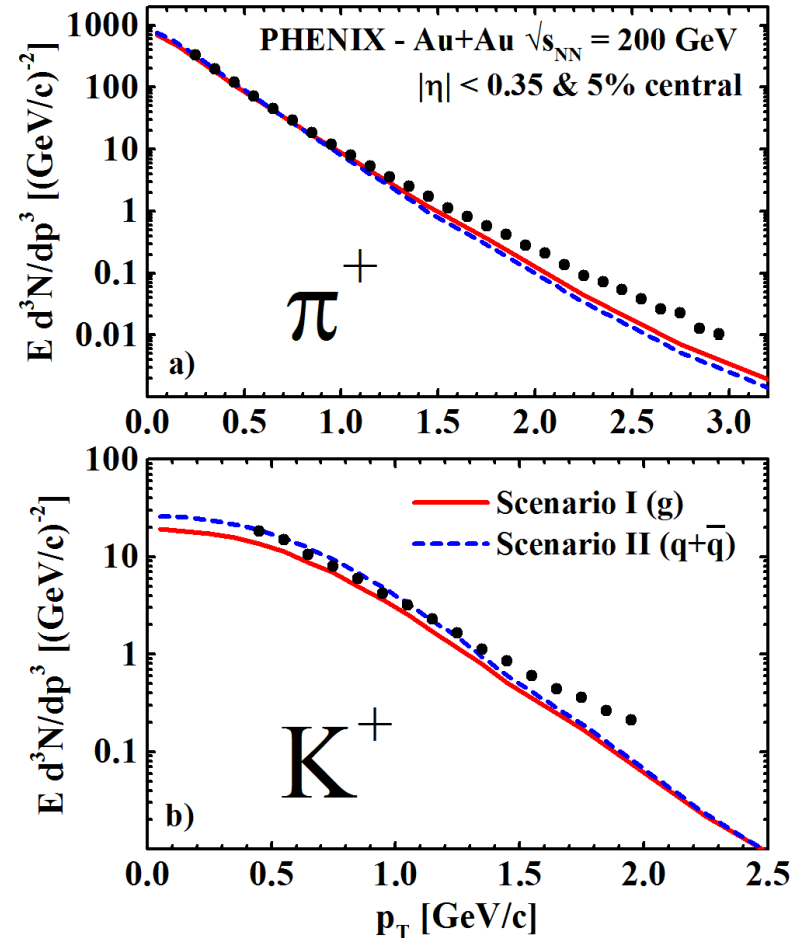 PHENIX - Au+Au √s_NN = 200 GeV
|η| < 0.35 & 5% central
E d³N/dp³ [(GeV/c)⁻²]
1000
100
10
1
0.1
0.01
π⁺
a)
0.0 0.5 1.0 1.5 2.0 2.5 3.0
E d³N/dp³ [(GeV/c)⁻²]
100
10
1
0.1
Scenario I (g)
Scenario II (q+q̅)
K⁺
b)
0.0 0.5 1.0 1.5 2.0 2.5
p_T [GeV/c]